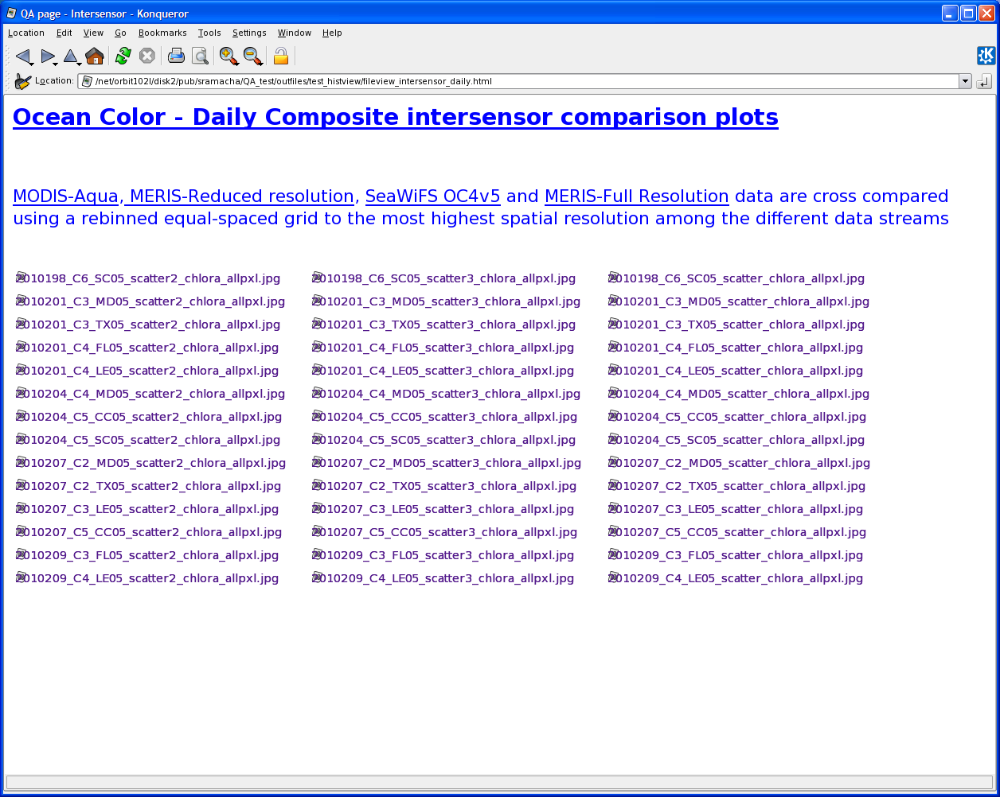 QA page - Intersensor - Konqueror
Location Edit View Go Bookmarks Tools Settings Window Help
Location: /net/orbit102l/disk2/pub/sramacha/QA_test/outfiles/test_histview/fileview_intersensor_daily.html
Ocean Color - Daily Composite intersensor comparison plots
MODIS-Aqua, MERIS-Reduced resolution, SeaWiFS OC4v5 and MERIS-Full Resolution data are cross compared
using a rebinned equal-spaced grid to the most highest spatial resolution among the different data streams
2010198_C6_SC05_scatter2_chlora_allpxl.jpg 2010198_C6_SC05_scatter3_chlora_allpxl.jpg 2010198_C6_SC05_scatter_chlora_allpxl.jpg
2010201_C3_MD05_scatter2_chlora_allpxl.jpg 2010201_C3_MD05_scatter3_chlora_allpxl.jpg 2010201_C3_MD05_scatter_chlora_allpxl.jpg
2010201_C3_TX05_scatter2_chlora_allpxl.jpg 2010201_C3_TX05_scatter3_chlora_allpxl.jpg 2010201_C3_TX05_scatter_chlora_allpxl.jpg
2010201_C4_FL05_scatter2_chlora_allpxl.jpg 2010201_C4_FL05_scatter3_chlora_allpxl.jpg 2010201_C4_FL05_scatter_chlora_allpxl.jpg
2010201_C4_LE05_scatter2_chlora_allpxl.jpg 2010201_C4_LE05_scatter3_chlora_allpxl.jpg 2010201_C4_LE05_scatter_chlora_allpxl.jpg
2010204_C4_MD05_scatter2_chlora_allpxl.jpg 2010204_C4_MD05_scatter3_chlora_allpxl.jpg 2010204_C4_MD05_scatter_chlora_allpxl.jpg
2010204_C5_CC05_scatter2_chlora_allpxl.jpg 2010204_C5_CC05_scatter3_chlora_allpxl.jpg 2010204_C5_CC05_scatter_chlora_allpxl.jpg
2010204_C5_SC05_scatter2_chlora_allpxl.jpg 2010204_C5_SC05_scatter3_chlora_allpxl.jpg 2010204_C5_SC05_scatter_chlora_allpxl.jpg
2010207_C2_MD05_scatter2_chlora_allpxl.jpg 2010207_C2_MD05_scatter3_chlora_allpxl.jpg 2010207_C2_MD05_scatter_chlora_allpxl.jpg
2010207_C2_TX05_scatter2_chlora_allpxl.jpg 2010207_C2_TX05_scatter3_chlora_allpxl.jpg 2010207_C2_TX05_scatter_chlora_allpxl.jpg
2010207_C3_LE05_scatter2_chlora_allpxl.jpg 2010207_C3_LE05_scatter3_chlora_allpxl.jpg 2010207_C3_LE05_scatter_chlora_allpxl.jpg
2010207_C5_CC05_scatter2_chlora_allpxl.jpg 2010207_C5_CC05_scatter3_chlora_allpxl.jpg 2010207_C5_CC05_scatter_chlora_allpxl.jpg
2010209_C3_FL05_scatter2_chlora_allpxl.jpg 2010209_C3_FL05_scatter3_chlora_allpxl.jpg 2010209_C3_FL05_scatter_chlora_allpxl.jpg
2010209_C4_LE05_scatter2_chlora_allpxl.jpg 2010209_C4_LE05_scatter3_chlora_allpxl.jpg 2010209_C4_LE05_scatter_chlora_allpxl.jpg